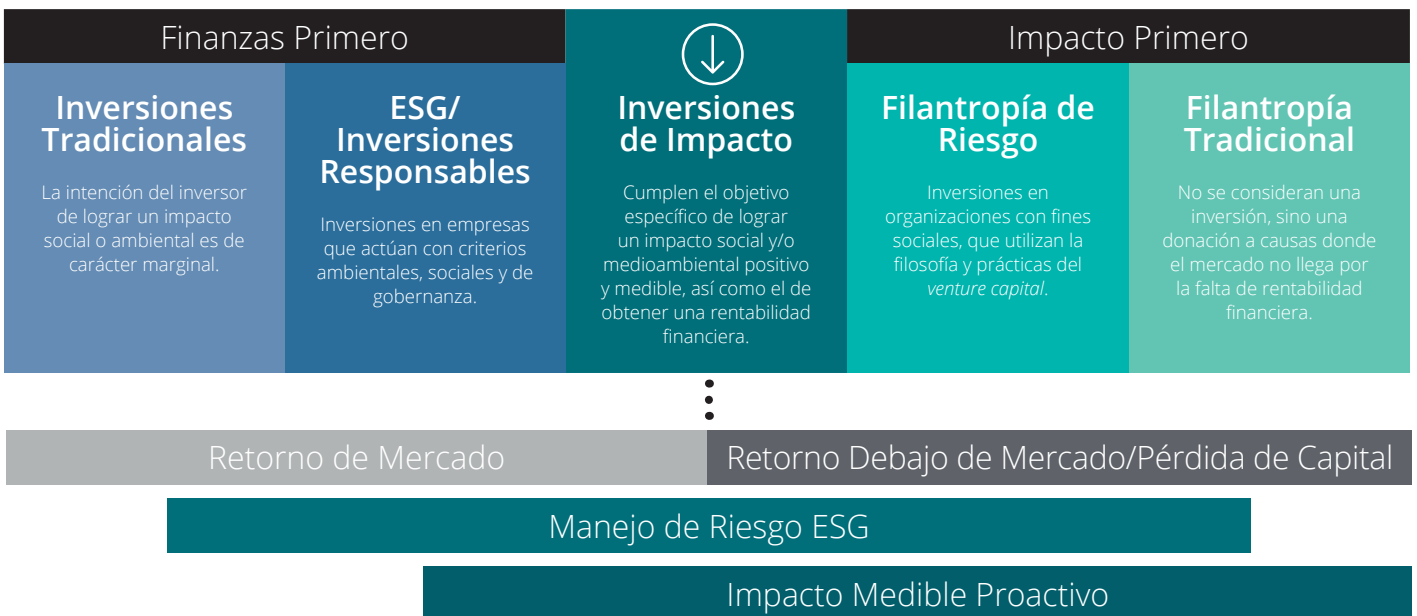 Finanzas Primero
Impacto Primero
Inversiones
Tradicionales
La intención del inversor
de lograr un impacto
social o ambiental es de
carácter marginal.
ESG/
Inversiones
Responsables
Inversiones en empresas
que actúan con criterios
ambientales, sociales y de
gobernanza.
Inversiones
de Impacto
Cumplen el objetivo
específico de lograr
un impacto social y/o
medioambiental positivo
y medible, así como el de
obtener una rentabilidad
financiera.
Filantropía de
Riesgo
Inversiones en
organizaciones con fines
sociales, que utilizan la
filosofía y prácticas del
venture capital.
Filantropía
Tradicional
No se consideran una
inversión, sino una
donación a causas donde
el mercado no llega por
la falta de rentabilidad
financiera.
Retorno de Mercado
Retorno Debajo de Mercado/Pérdida de Capital
Manejo de Riesgo ESG
Impacto Medible Proactivo